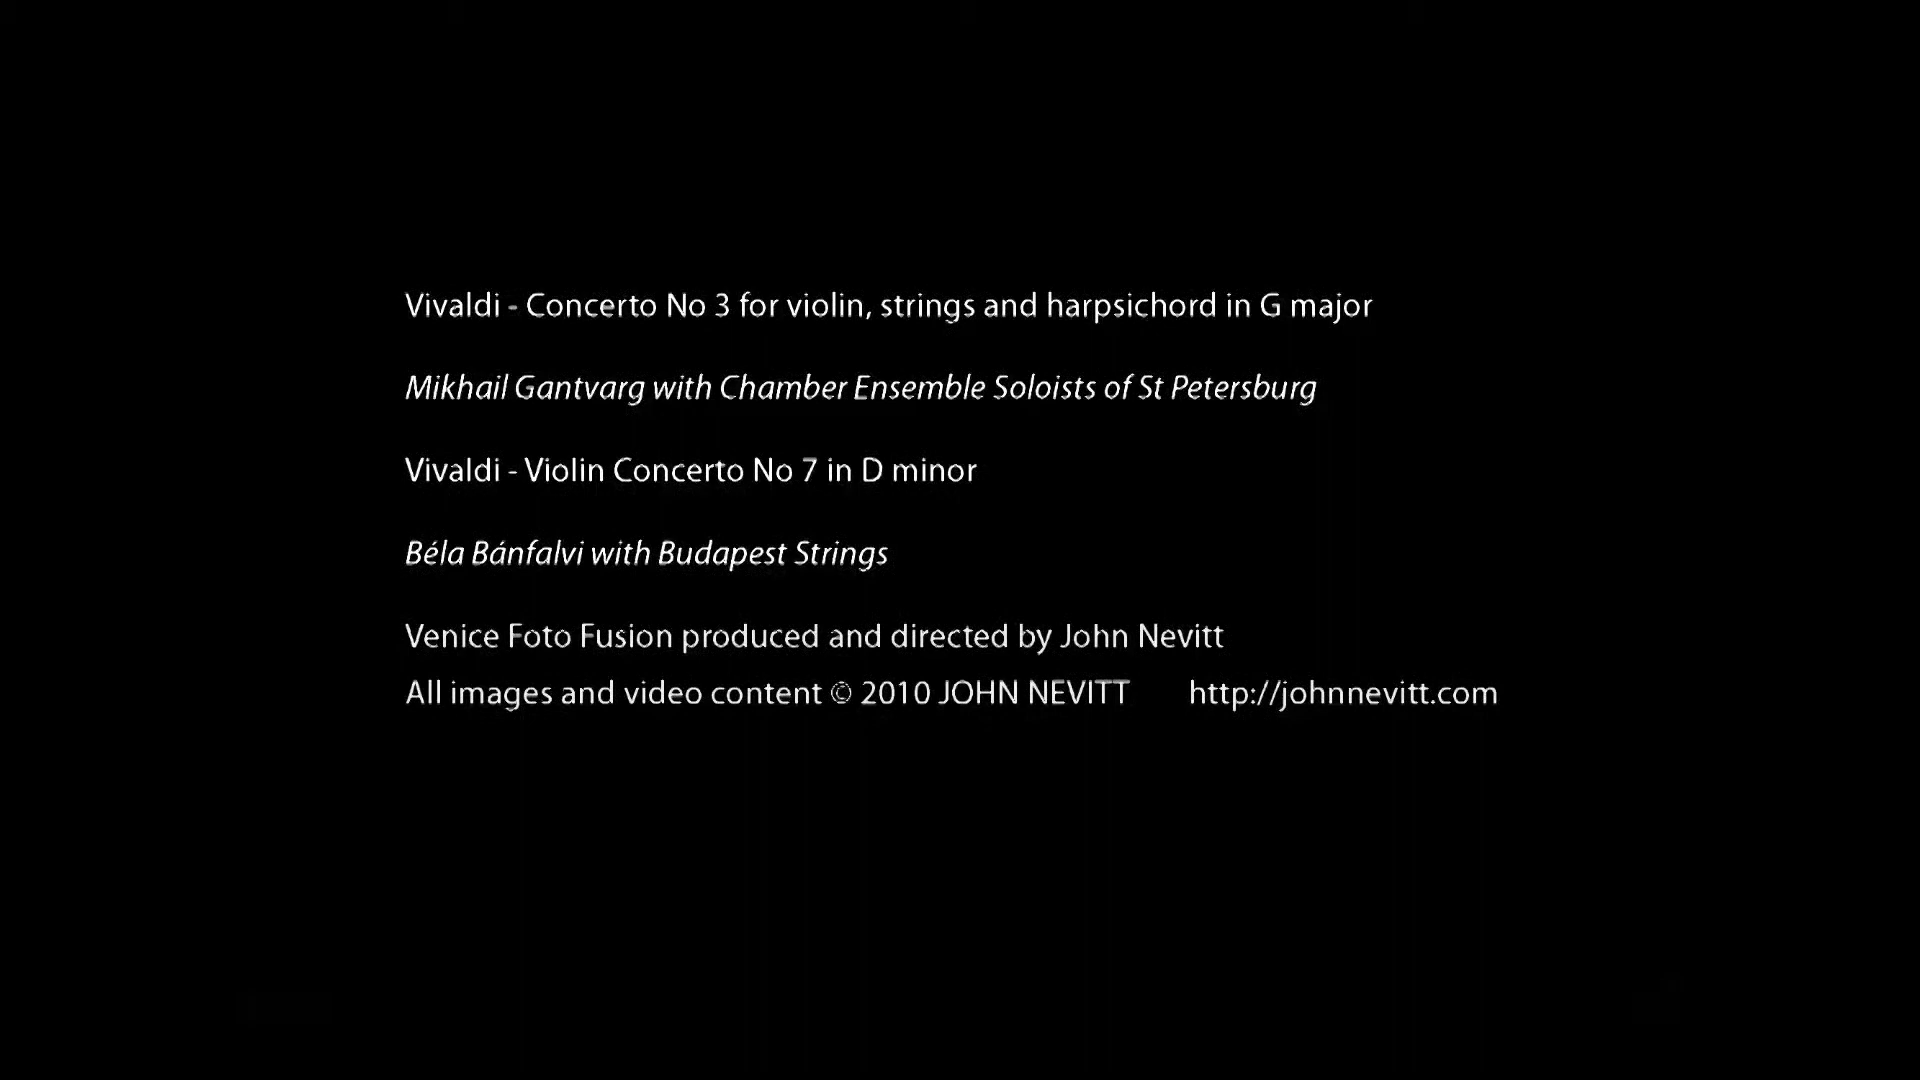 Vivaldi - Concerto No 3 for violin, strings and harpsichord in G major
Mikhail Gantvarg with Chamber Ensemble Soloists of St Petersburg
Vivaldi - Violin Concerto No 7 in D minor
Béla Bánfalvi with Budapest Strings
Venice Foto Fusion produced and directed by John Nevitt
All images and video content © 2010 JOHN NEVITT http://johnnevitt.com